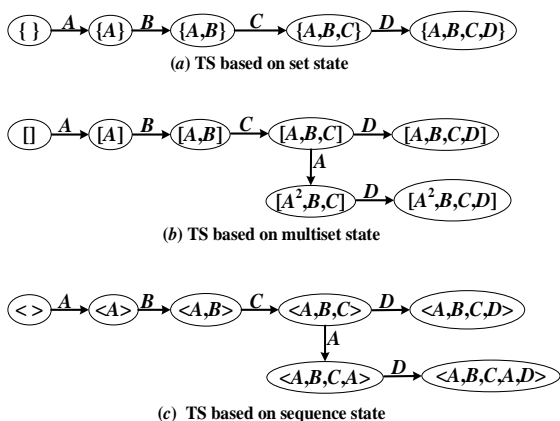 { } A {A} B {A,B} C {A,B,C} D {A,B,C,D}
(a) TS based on set state
[] A [A] B [A,B] C [A,B,C] D [A,B,C,D]
A
[A²,B,C] D [A²,B,C,D]
(b) TS based on multiset state
< > A <A> B <A,B> C <A,B,C> D <A,B,C,D>
A
<A,B,C,A> D <A,B,C,A,D>
(c) TS based on sequence state